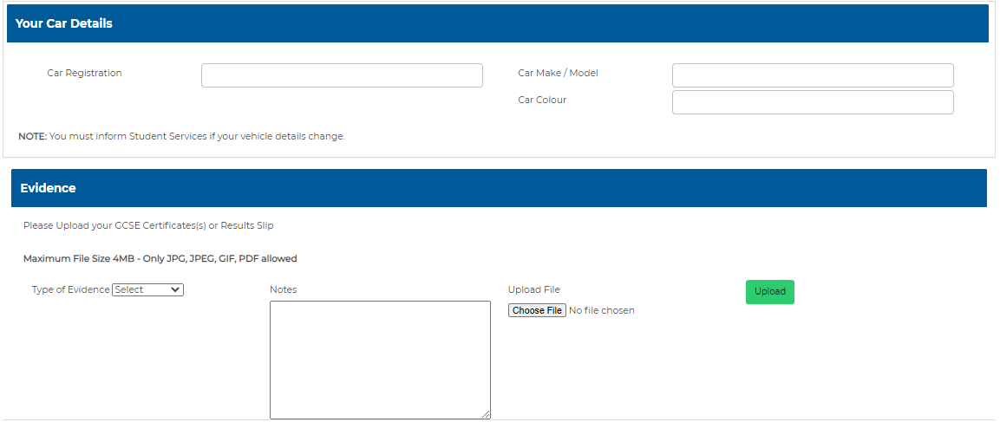 Your Car Details
Car Registration
Car Make / Model
Car Colour
NOTE: You must inform Student Services if your vehicle details change.
Evidence
Please Upload your GCSE Certificates(s) or Results Slip
Maximum File Size 4MB - Only JPG, JPEG, GIF, PDF allowed
Type of Evidence Select
Notes
Upload File
Choose File No file chosen
Upload